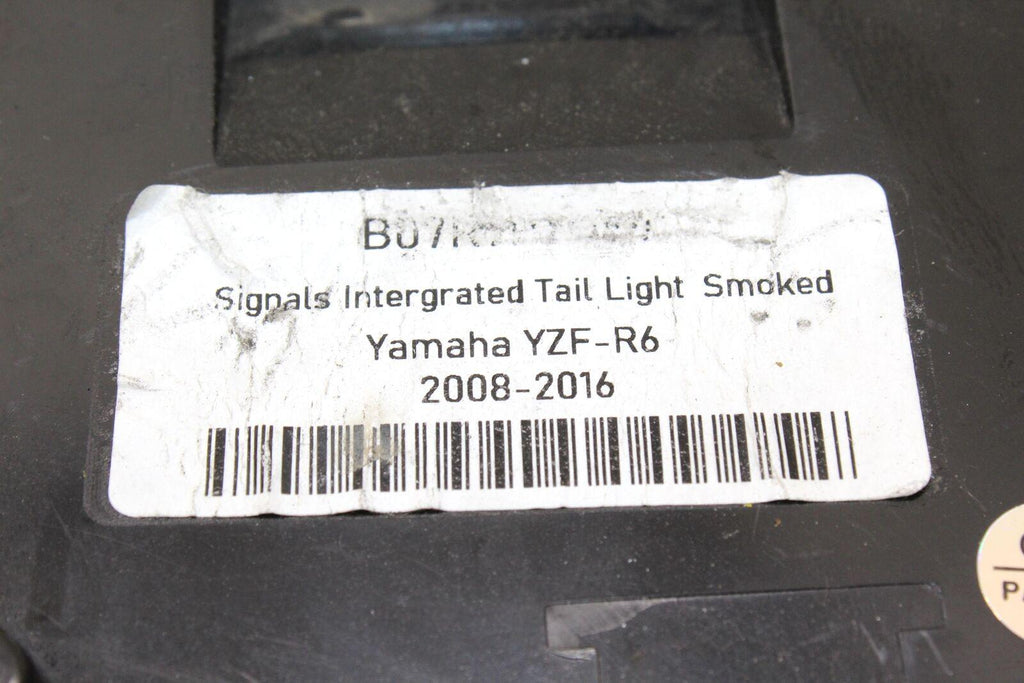 Signals Intergrated Tail Light Smoked
Yamaha YZF-R6
2008-2016